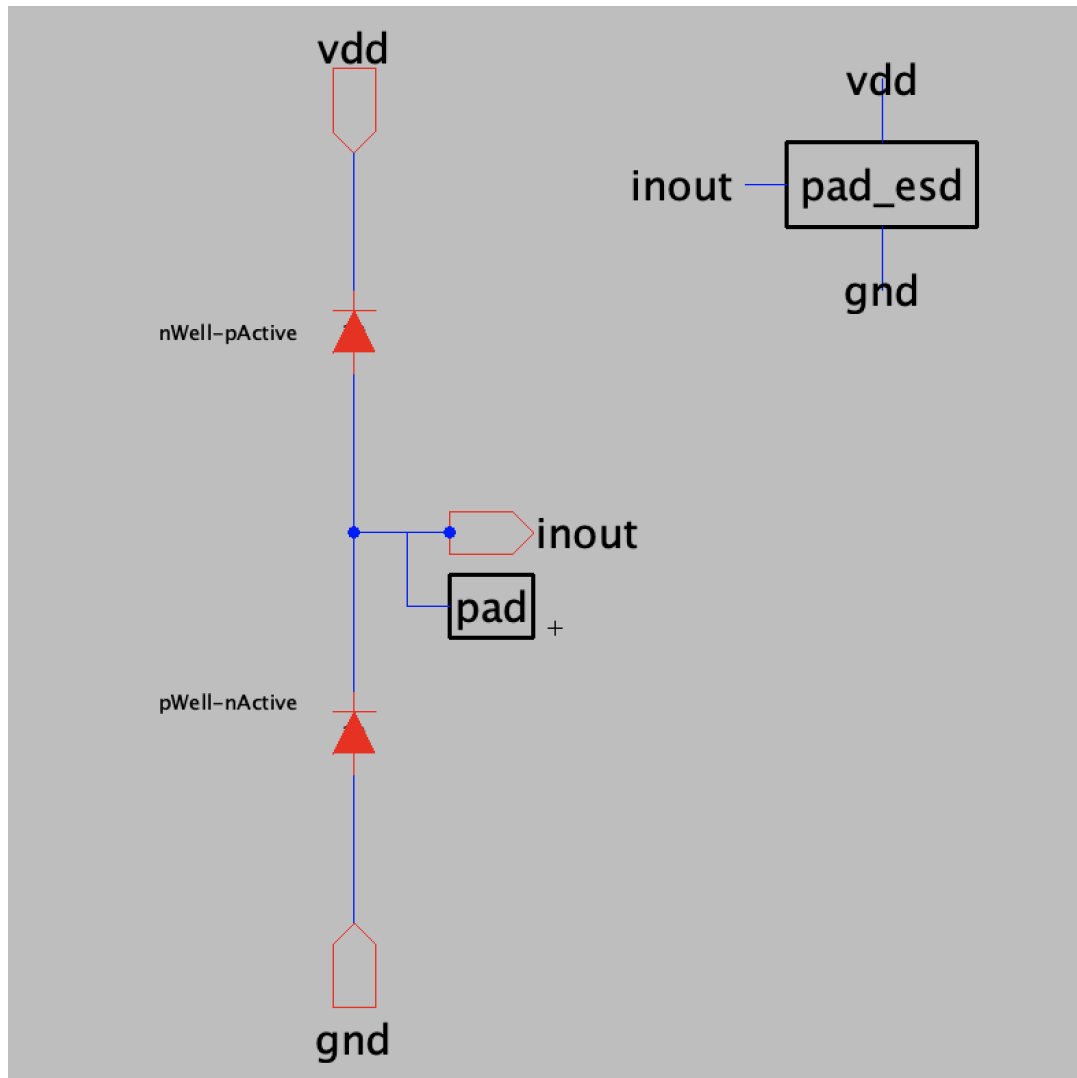 vdd
vdd
inout
pad_esd
gnd
nWell-pActive
inout
pad
pWell-nActive
gnd